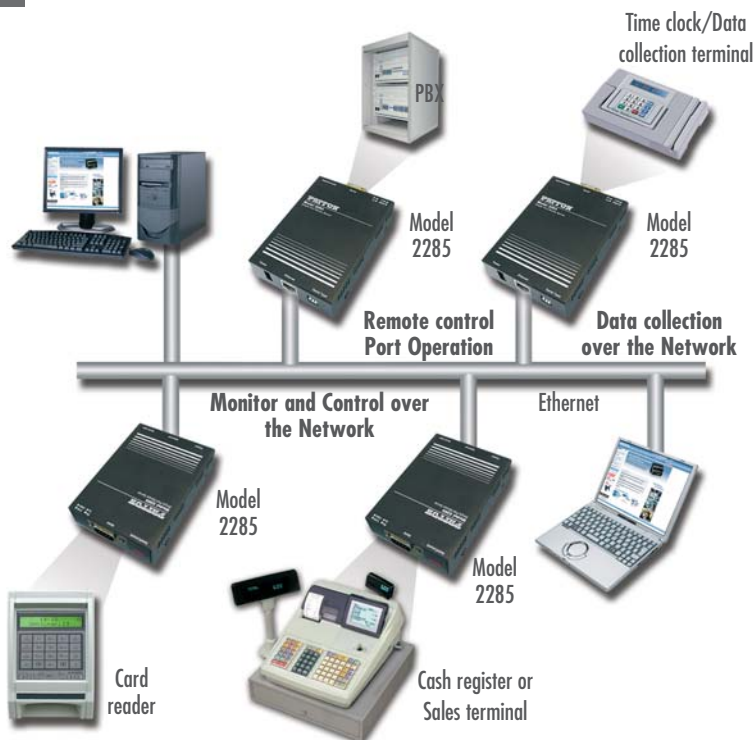 Time clock/Data
collection terminal
PBX
PATTON
Model
2285
Model
2285
Remote control
Port Operation
Data collection
over the Network
Monitor and Control over
the Network
Ethernet
Model
2285
Model
2285
Card
reader
Cash register or
Sales terminal